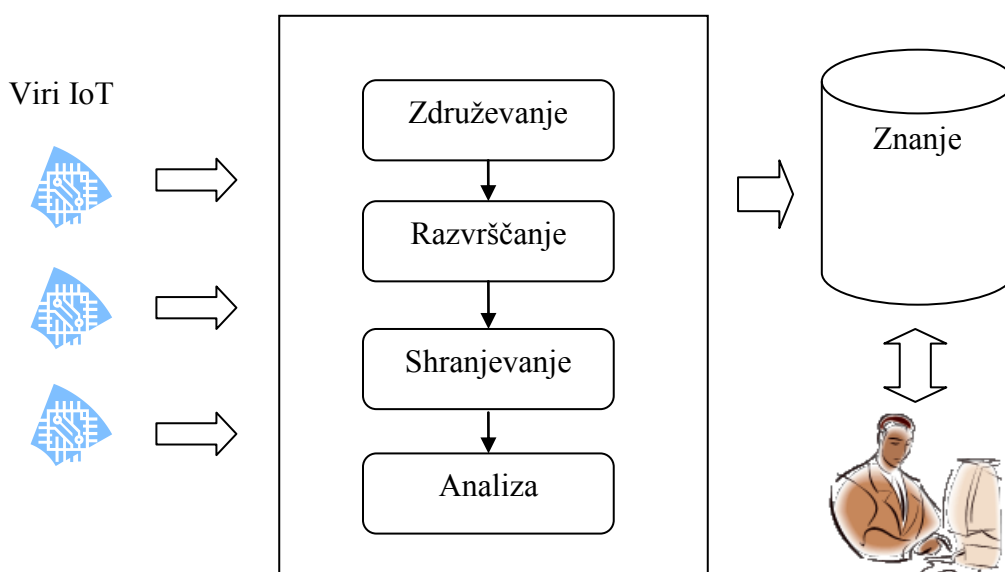 Viri IoT
Združevanje
Razvrščanje
Shranjevanje
Analiza
Znanje